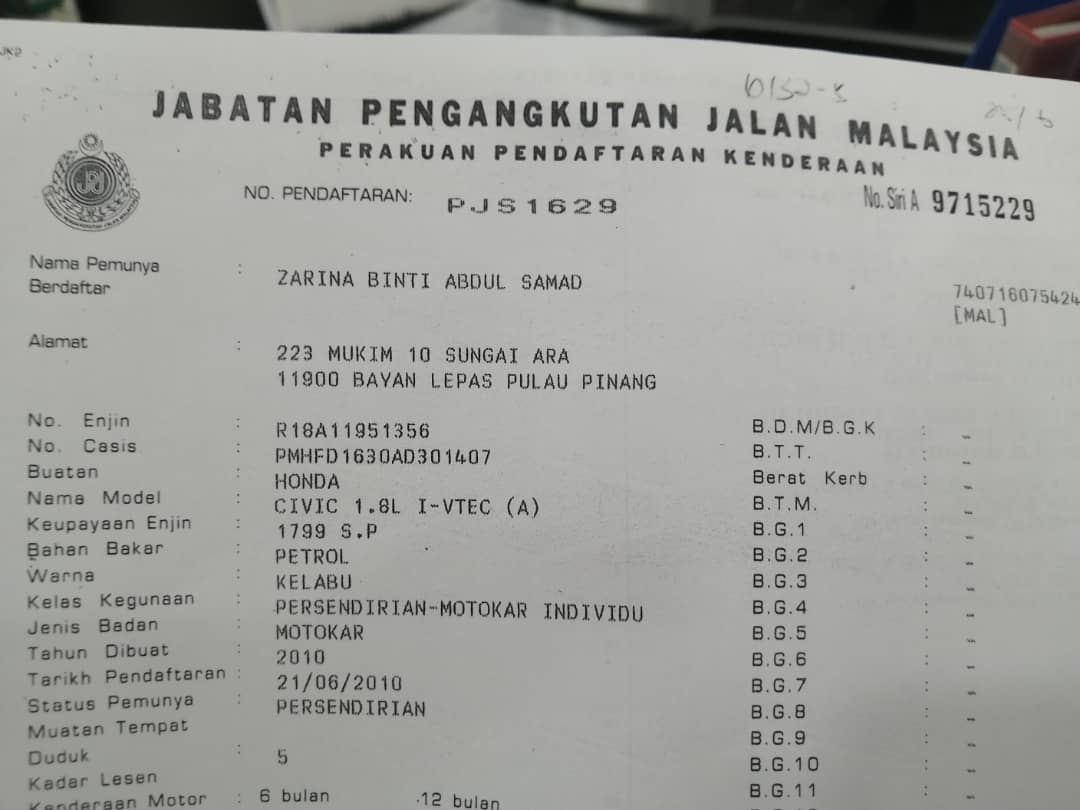 JK2
JABATAN PENGANGKUTAN JALAN MALAYSIA
PERAKUAN PENDAFTARAN KENDERAAN
NO. PENDAFTARAN: PJS1629
No. Siri A 9715229
Nama Pemunya Berdaftar : ZARINA BINTI ABDUL SAMAD
740716075424
[MAL]
Alamat : 223 MUKIM 10 SUNGAI ARA
11900 BAYAN LEPAS PULAU PINANG
No. Enjin : R18A11951356 B.D.M/B.G.K : -
No. Casis : PMHFD1630AD301407 B.T.T. : -
Buatan : HONDA Berat Kerb : -
Nama Model : CIVIC 1.8L I-VTEC (A) B.T.M. : -
Keupayaan Enjin : 1799 S.P B.G.1 : -
Bahan Bakar : PETROL B.G.2 : -
Warna : KELABU B.G.3 : -
Kelas Kegunaan : PERSENDIRIAN-MOTOKAR INDIVIDU B.G.4 : -
Jenis Badan : MOTOKAR B.G.5 : -
Tahun Dibuat : 2010 B.G.6 : -
Tarikh Pendaftaran : 21/06/2010 B.G.7 : -
Status Pemunya : PERSENDIRIAN B.G.8 : -
Muatan Tempat B.G.9 : -
Duduk : 5 B.G.10 : -
Kadar Lesen B.G.11 : -
Kenderaan Motor : 6 bulan 12 bulan